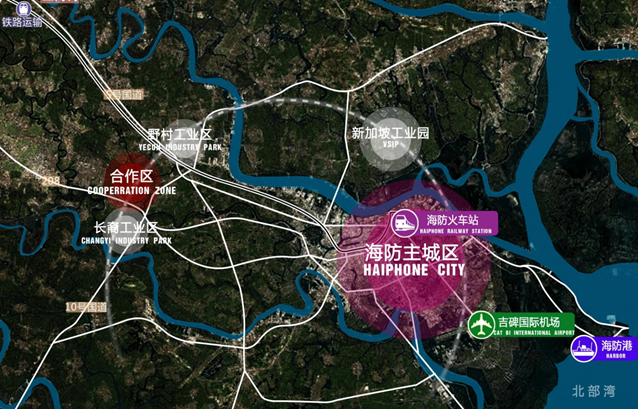 铁路运输
5号国道
野村工业区
YECUN INDUSTRY PARK
新加坡工业园
VSIP
合作区
COOPERRATION ZONE
208
长裔工业区
CHANGYI INDUSTRY PARK
海防火车站
HAIPHONE RAILWAY STATION
海防主城区
HAIPHONE CITY
10号国道
吉碑国际机场
CAT BI INTERNATIONAL AIRPORT
海防港
HARBOR
北部湾